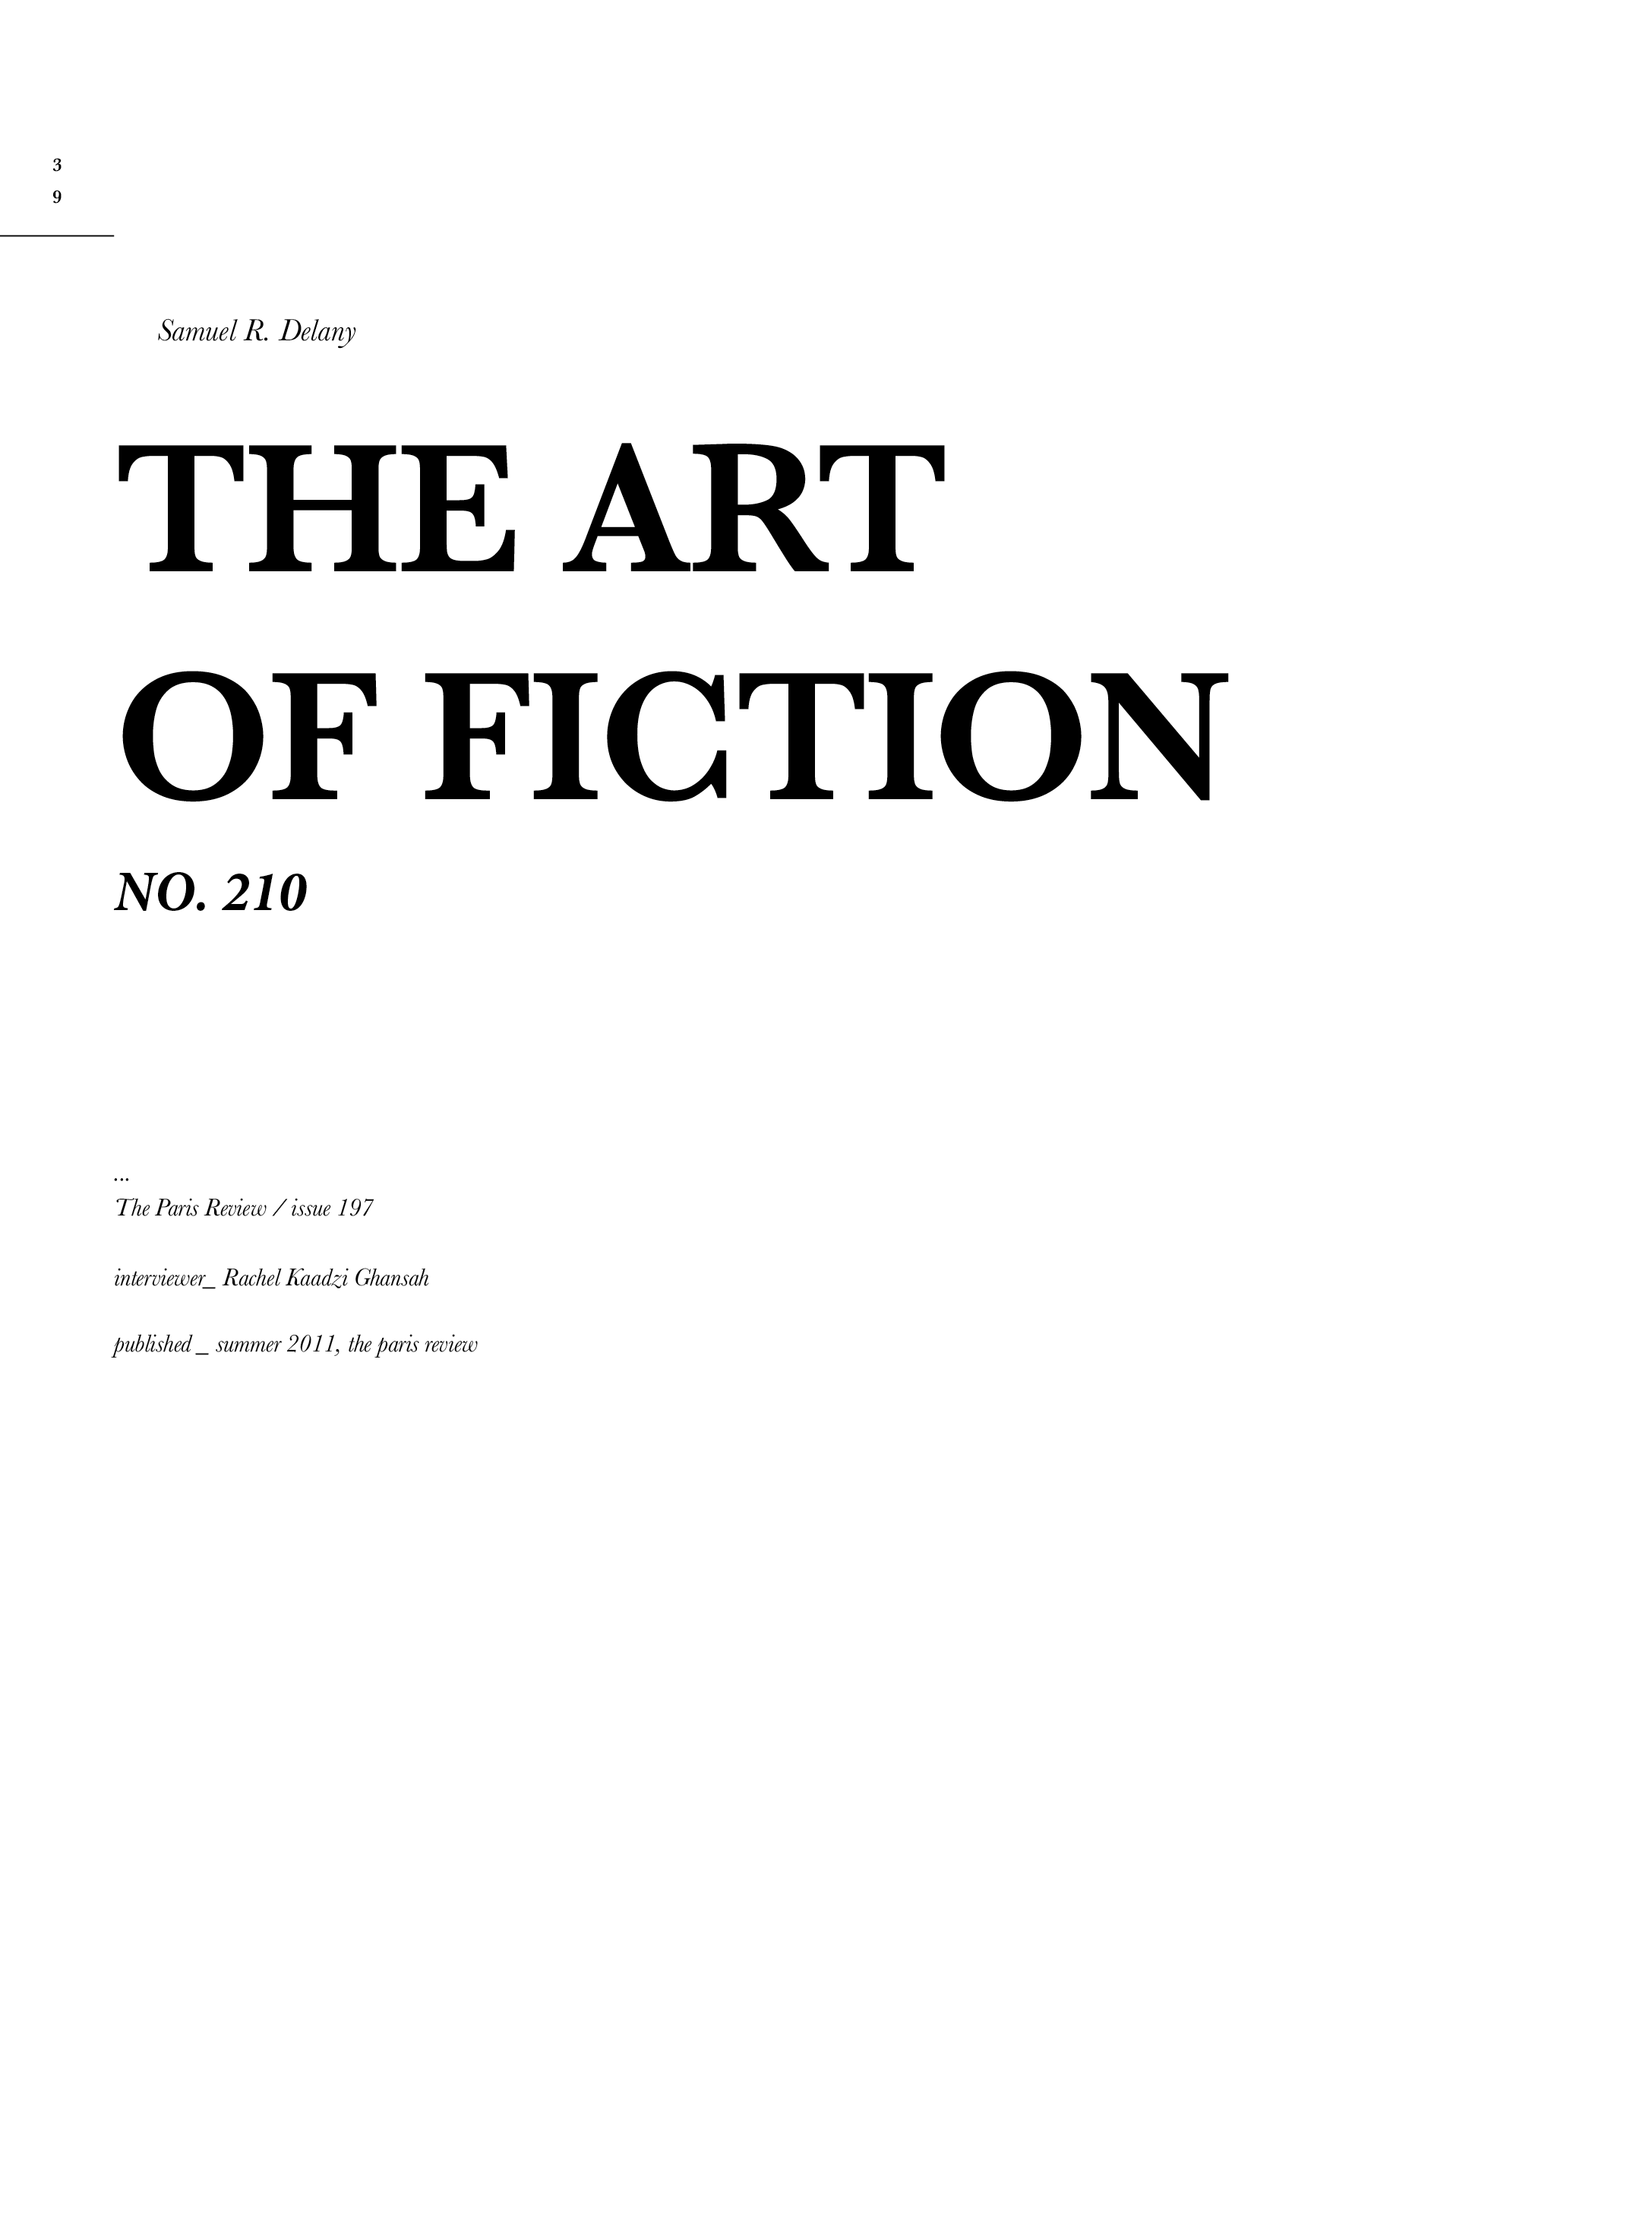 3
9
Samuel R. Delany
THE ART
OF FICTION
NO. 210
...
The Paris Review / issue 197
interviewer_ Rachel Kaadzi Ghansah
published _ summer 2011, the paris review